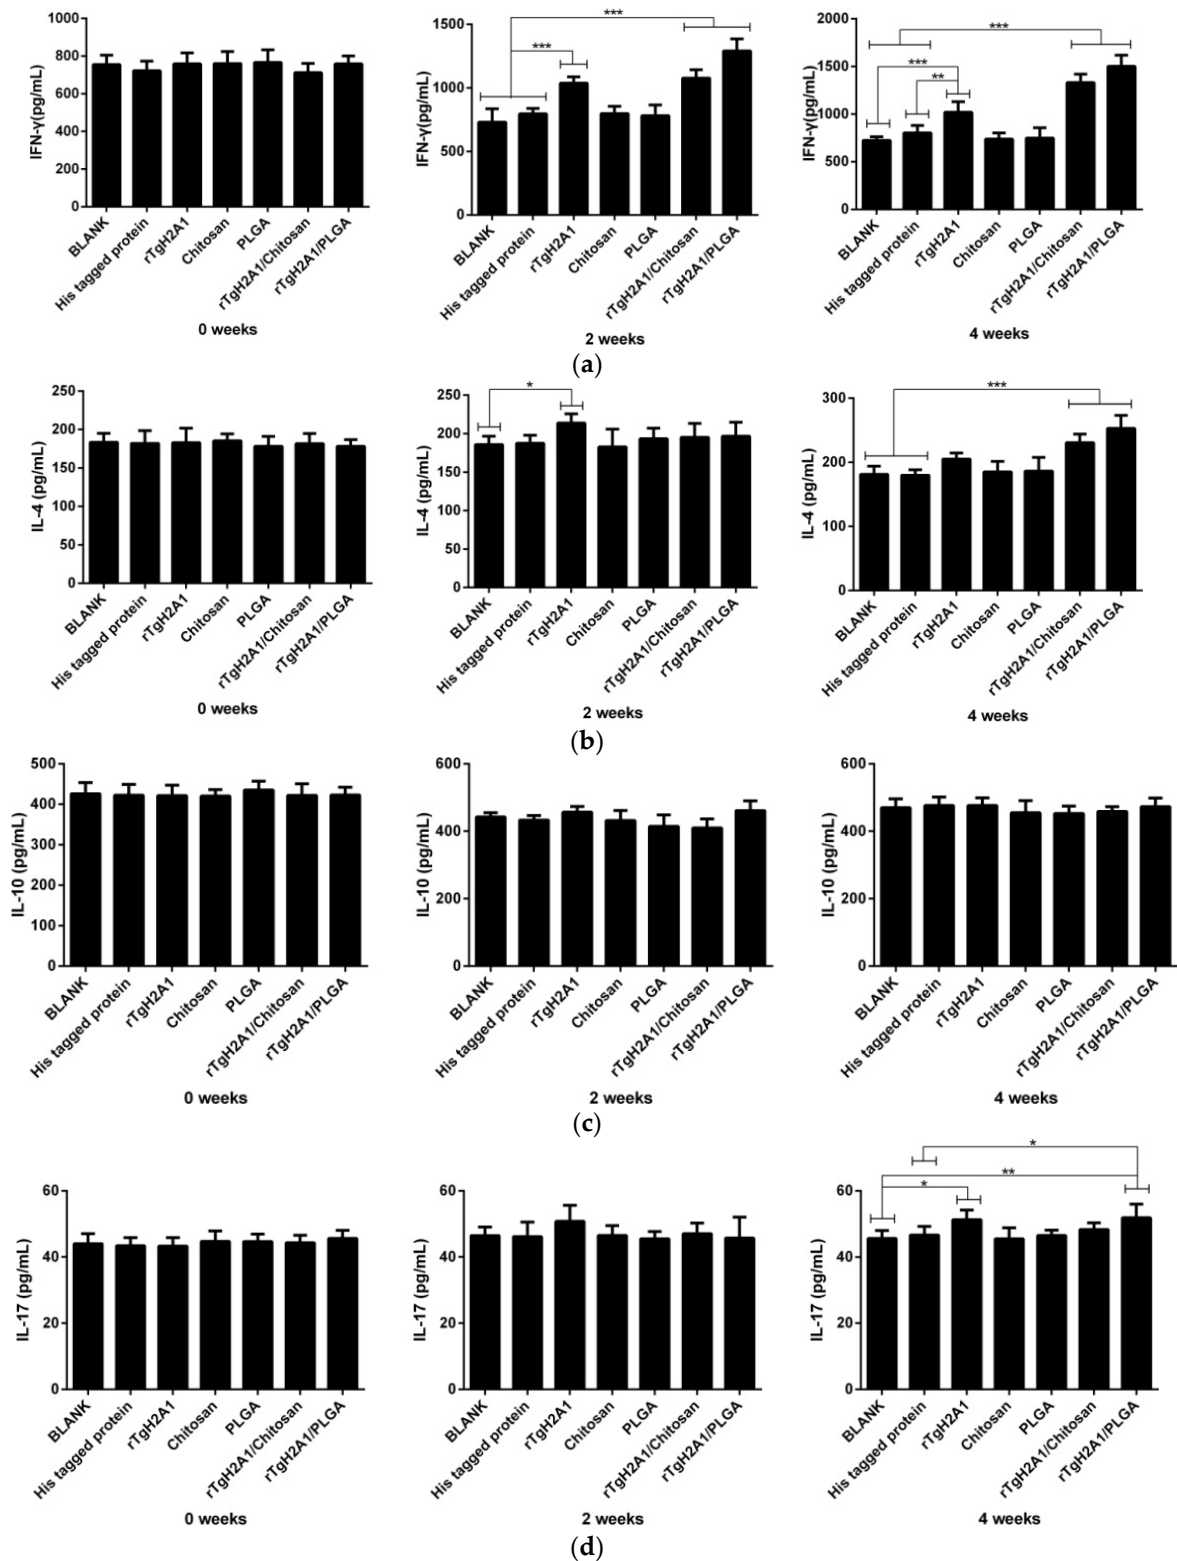 IFN-γ(pg/mL)
1000
800
600
400
200
0
BLANK
His tagged protein
rTgH2A1
Chitosan
PLGA
rTgH2A1/Chitosan
rTgH2A1/PLGA
0 weeks
IFN-γ(pg/mL)
1500
1000
500
0
***
***
BLANK
His tagged protein
rTgH2A1
Chitosan
PLGA
rTgH2A1/Chitosan
rTgH2A1/PLGA
2 weeks
IFN-γ(pg/mL)
2000
1500
1000
500
0
***
***
**
BLANK
His tagged protein
rTgH2A1
Chitosan
PLGA
rTgH2A1/Chitosan
rTgH2A1/PLGA
4 weeks
(a)
IL-4 (pg/mL)
250
200
150
100
50
0
BLANK
His tagged protein
rTgH2A1
Chitosan
PLGA
rTgH2A1/Chitosan
rTgH2A1/PLGA
0 weeks
IL-4 (pg/mL)
250
200
150
100
50
0
*
BLANK
His tagged protein
rTgH2A1
Chitosan
PLGA
rTgH2A1/Chitosan
rTgH2A1/PLGA
2 weeks
IL-4 (pg/mL)
300
200
100
0
***
BLANK
His tagged protein
rTgH2A1
Chitosan
PLGA
rTgH2A1/Chitosan
rTgH2A1/PLGA
4 weeks
(b)
IL-10 (pg/mL)
500
400
300
200
100
0
BLANK
His tagged protein
rTgH2A1
Chitosan
PLGA
rTgH2A1/Chitosan
rTgH2A1/PLGA
0 weeks
IL-10 (pg/mL)
600
400
200
0
BLANK
His tagged protein
rTgH2A1
Chitosan
PLGA
rTgH2A1/Chitosan
rTgH2A1/PLGA
2 weeks
IL-10 (pg/mL)
600
400
200
0
BLANK
His tagged protein
rTgH2A1
Chitosan
PLGA
rTgH2A1/Chitosan
rTgH2A1/PLGA
4 weeks
(c)
IL-17 (pg/mL)
60
40
20
0
BLANK
His tagged protein
rTgH2A1
Chitosan
PLGA
rTgH2A1/Chitosan
rTgH2A1/PLGA
0 weeks
IL-17 (pg/mL)
60
40
20
0
BLANK
His tagged protein
rTgH2A1
Chitosan
PLGA
rTgH2A1/Chitosan
rTgH2A1/PLGA
2 weeks
IL-17 (pg/mL)
60
40
20
0
*
**
*
BLANK
His tagged protein
rTgH2A1
Chitosan
PLGA
rTgH2A1/Chitosan
rTgH2A1/PLGA
4 weeks
(d)